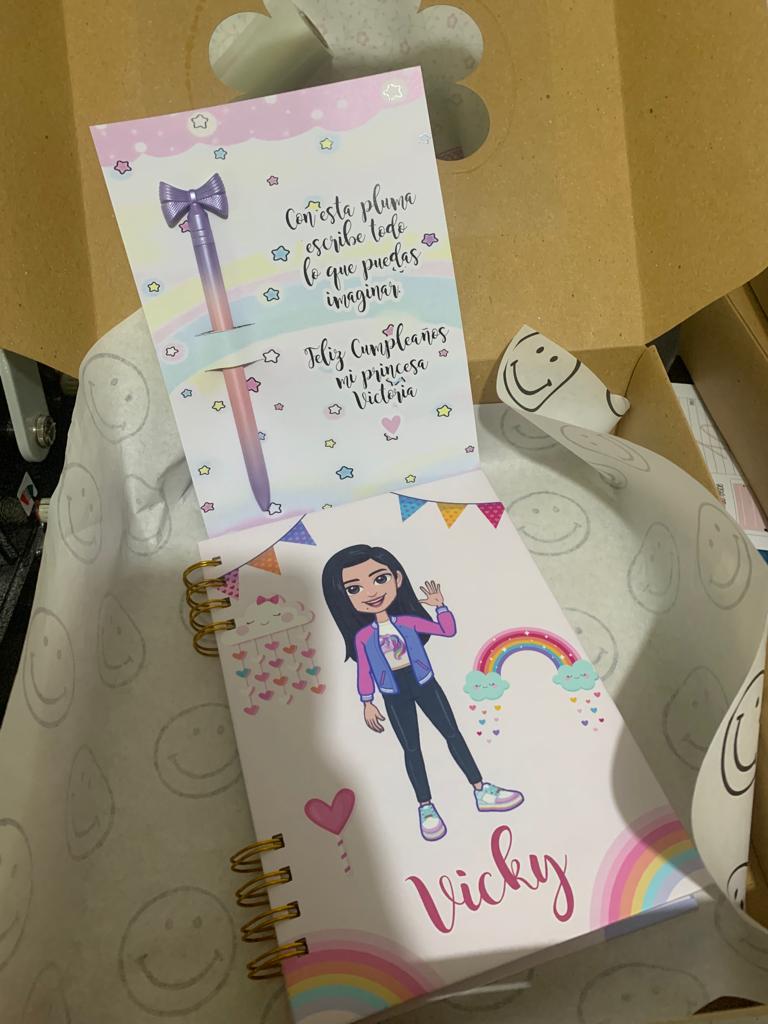 Con esta pluma
escribe todo
lo que puedas
imaginar
Feliz Cumpleaños
mi princesa
Victoria
Vicky